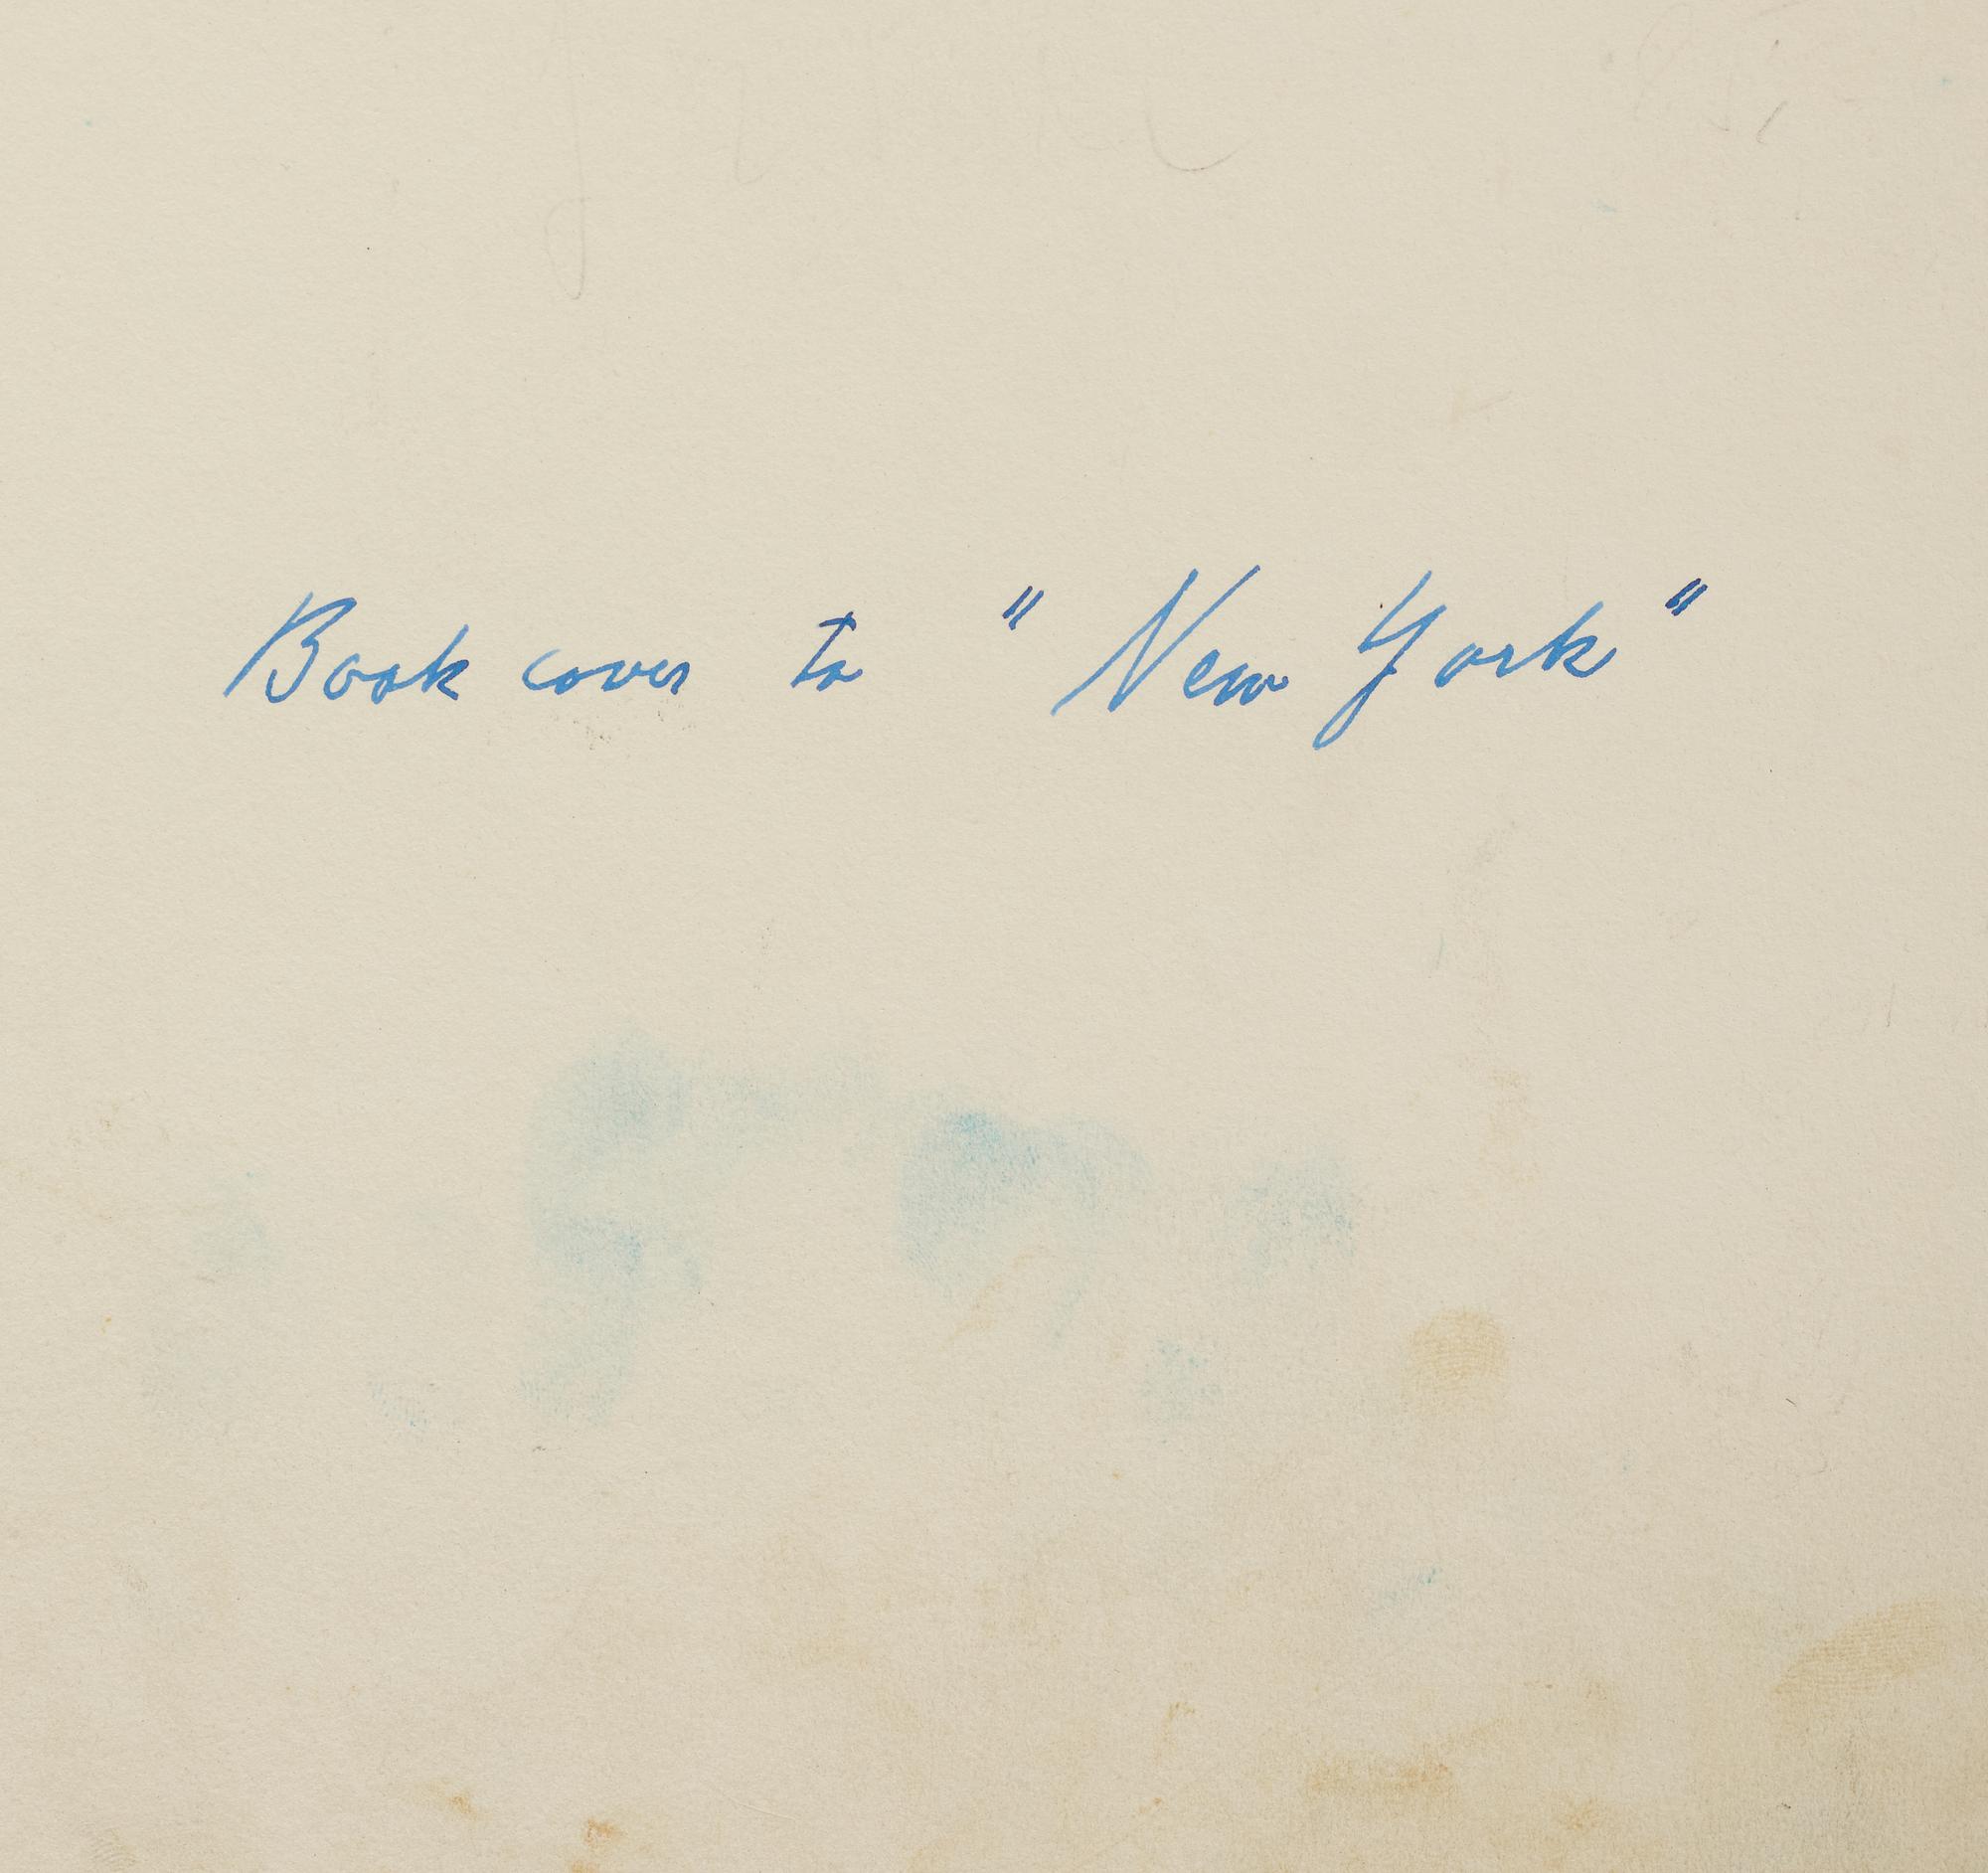 Book cover to "New York"